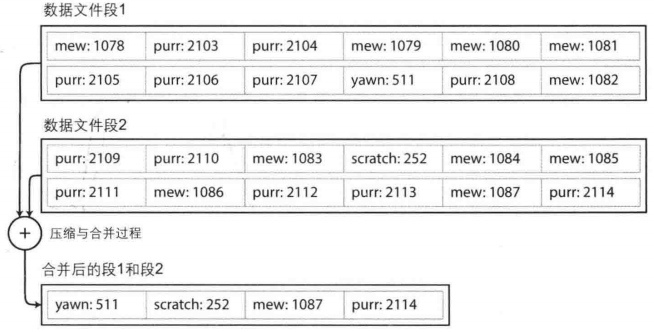 数据文件段1
mew: 1078 purr: 2103 purr: 2104 mew: 1079 mew: 1080 mew: 1081
purr: 2105 purr: 2106 purr: 2107 yawn: 511 purr: 2108 mew: 1082
数据文件段2
purr: 2109 purr: 2110 mew: 1083 scratch: 252 mew: 1084 mew: 1085
purr: 2111 mew: 1086 purr: 2112 purr: 2113 mew: 1087 purr: 2114
+ 压缩与合并过程
合并后的段1和段2
yawn: 511 scratch: 252 mew: 1087 purr: 2114